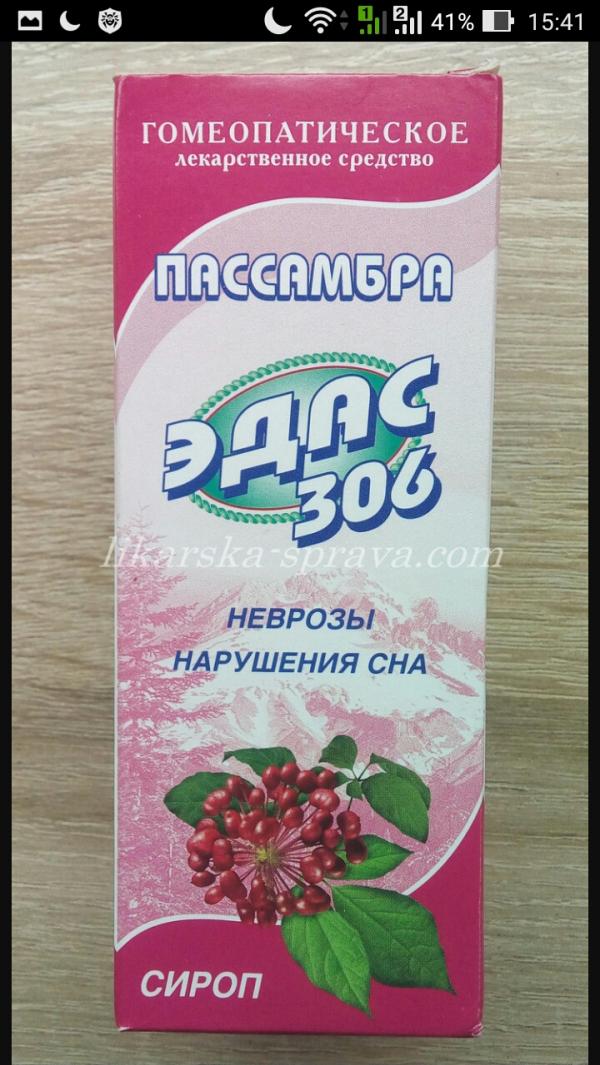 41% 15:41
ГОМЕОПАТИЧЕСКОЕ
лекарственное средство
ПАССАМБРА
ЭДАС
306
likarska-sprava.com
НЕВРОЗЫ
НАРУШЕНИЯ СНА
СИРОП